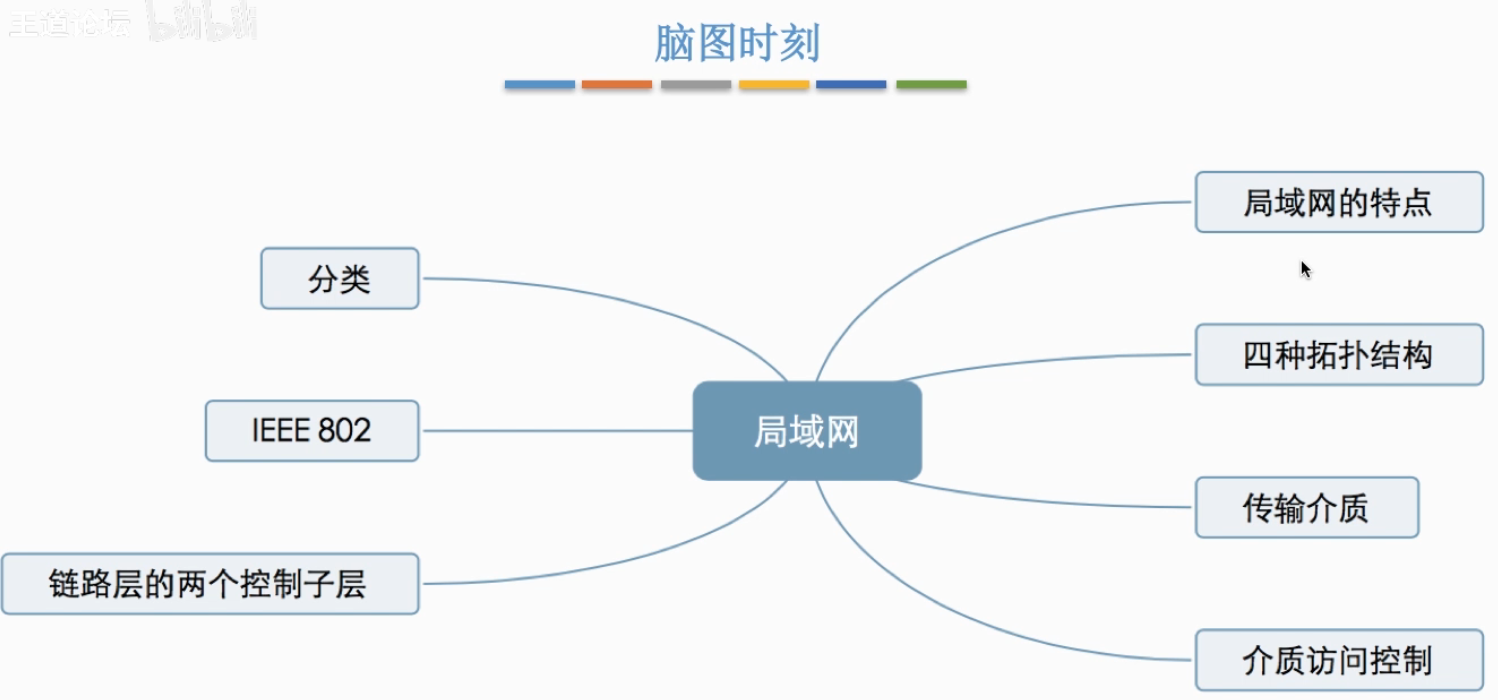 王道论坛 bilibili
脑图时刻
局域网的特点
分类
四种拓扑结构
IEEE 802
局域网
传输介质
链路层的两个控制子层
介质访问控制